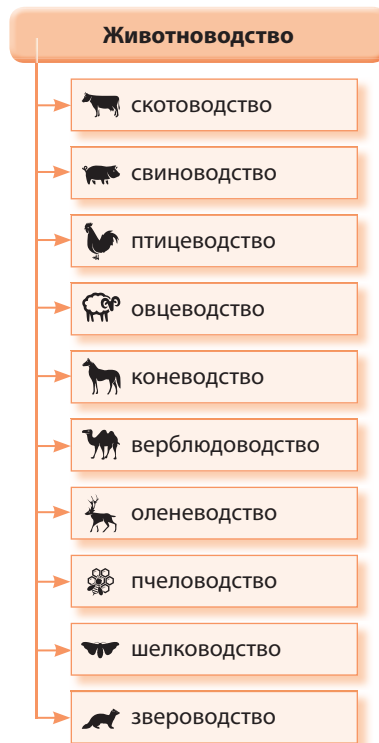 Животноводство
скотоводство
свиноводство
птицеводство
овцеводство
коневодство
верблюдоводство
оленеводство
пчеловодство
шелководство
звероводство